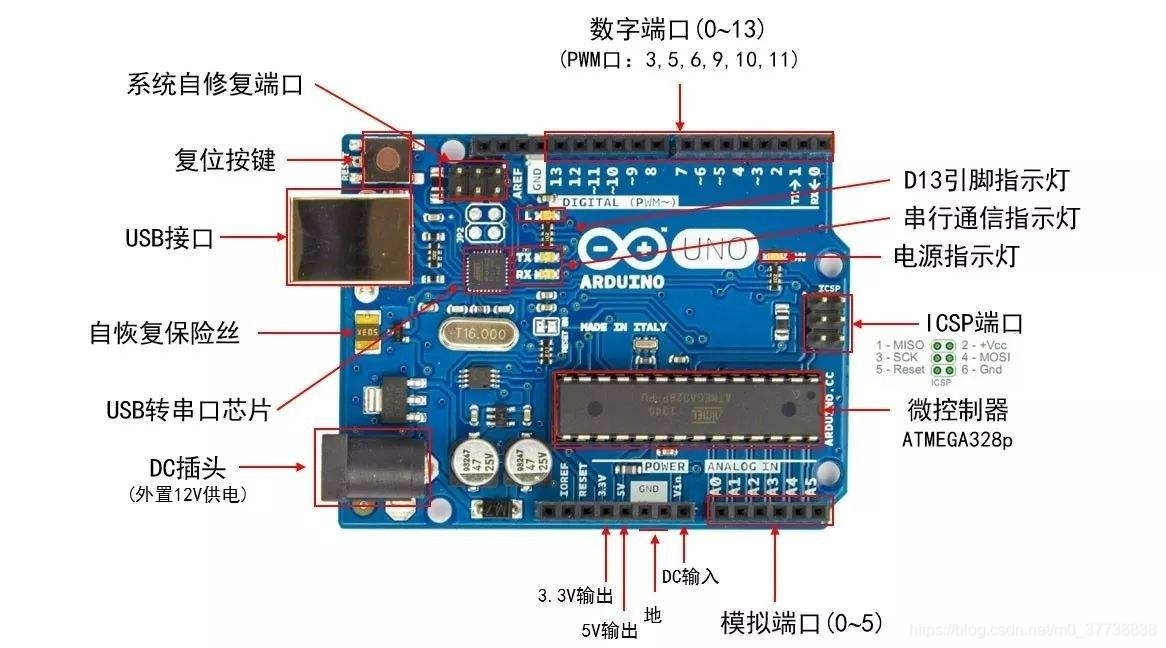 数字端口(0~13)
(PWM口：3,5,6,9,10,11)
系统自修复端口
复位按键
USB接口
自恢复保险丝
USB转串口芯片
DC插头
(外置12V供电)
D13引脚指示灯
串行通信指示灯
电源指示灯
ICSP端口
1 - MISO 2 - +Vcc
3 - SCK 4 - MOSI
5 - Reset 6 - Gnd
ICSP
微控制器
ATMEGA328p
RESET
AREF
GND
13
12
~11
~10
~9
8
7
~6
~5
4
~3
2
TX→1
RX←0
DIGITAL (PWM~)
L
TX
RX
JP2
UNO
ARDUINO
ICSP
T16.000
MADE IN ITALY
ATMEL
1340
ATMEGA328P-PU
ARDUINO.CC
47
25V
47
25V
POWER
ANALOG IN
IOREF
RESET
3.3V
5V
GND
Vin
A0
A1
A2
A3
A4
A5
3.3V输出
5V输出
地
DC输入
模拟端口(0~5)
https://blog.csdn.net/m0_37738838